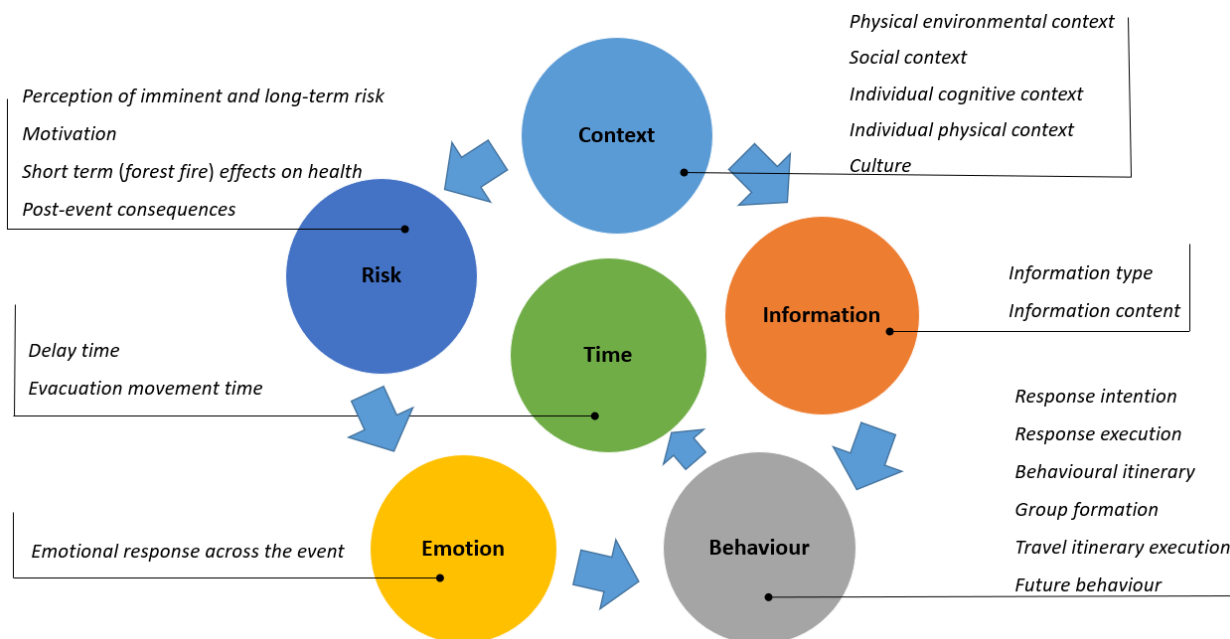 Physical environmental context
Social context
Individual cognitive context
Individual physical context
Culture
Context
Perception of imminent and long-term risk
Motivation
Short term (forest fire) effects on health
Post-event consequences
Risk
Information type
Information content
Information
Delay time
Evacuation movement time
Time
Response intention
Response execution
Behavioural itinerary
Group formation
Travel itinerary execution
Future behaviour
Behaviour
Emotional response across the event
Emotion